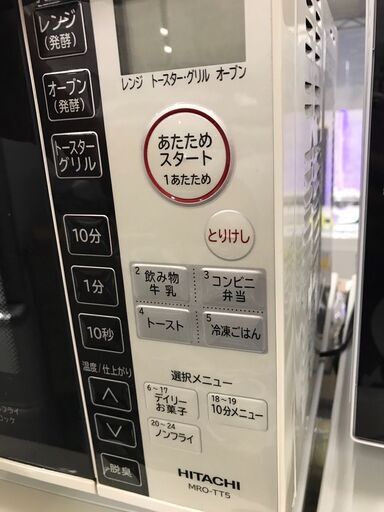 レンジ
(発酵)
オーブン
(発酵)
トースター
グリル
レンジ トースター・グリル オーブン
あたため
スタート
1あたため
とりけし
10分
1分
10秒
2 飲み物
牛乳
3 コンビニ
弁当
4 トースト
5 冷凍ごはん
温度/仕上がり
選択メニュー
6~17
デイリー
お菓子
18~19
10分メニュー
20~24
ノンフライ
脱臭
HITACHI
MRO-TT5